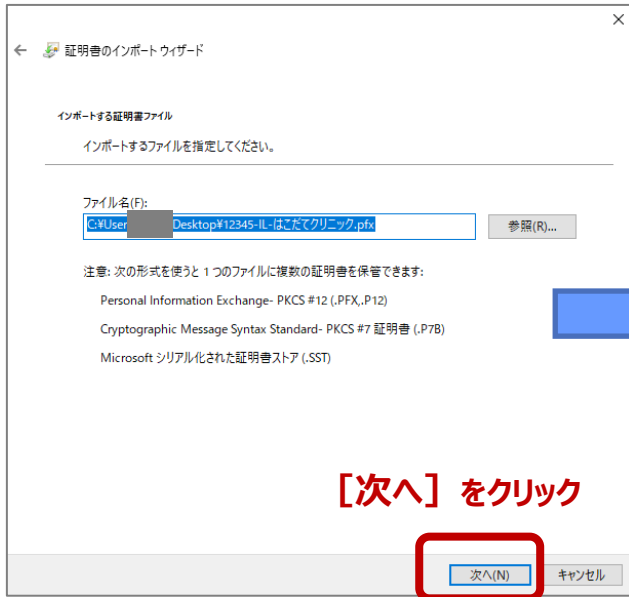 証明書のインポート ウィザード
インポートする証明書ファイル
インポートするファイルを指定してください。
ファイル名(F):
C:¥User Desktop¥12345-IL-はこだてクリニック.pfx
参照(R)...
注意: 次の形式を使うと 1 つのファイルに複数の証明書を保管できます:
Personal Information Exchange- PKCS #12 (.PFX,.P12)
Cryptographic Message Syntax Standard- PKCS #7 証明書 (.P7B)
Microsoft シリアル化された証明書ストア (.SST)
［次へ］をクリック
次へ(N)
キャンセル